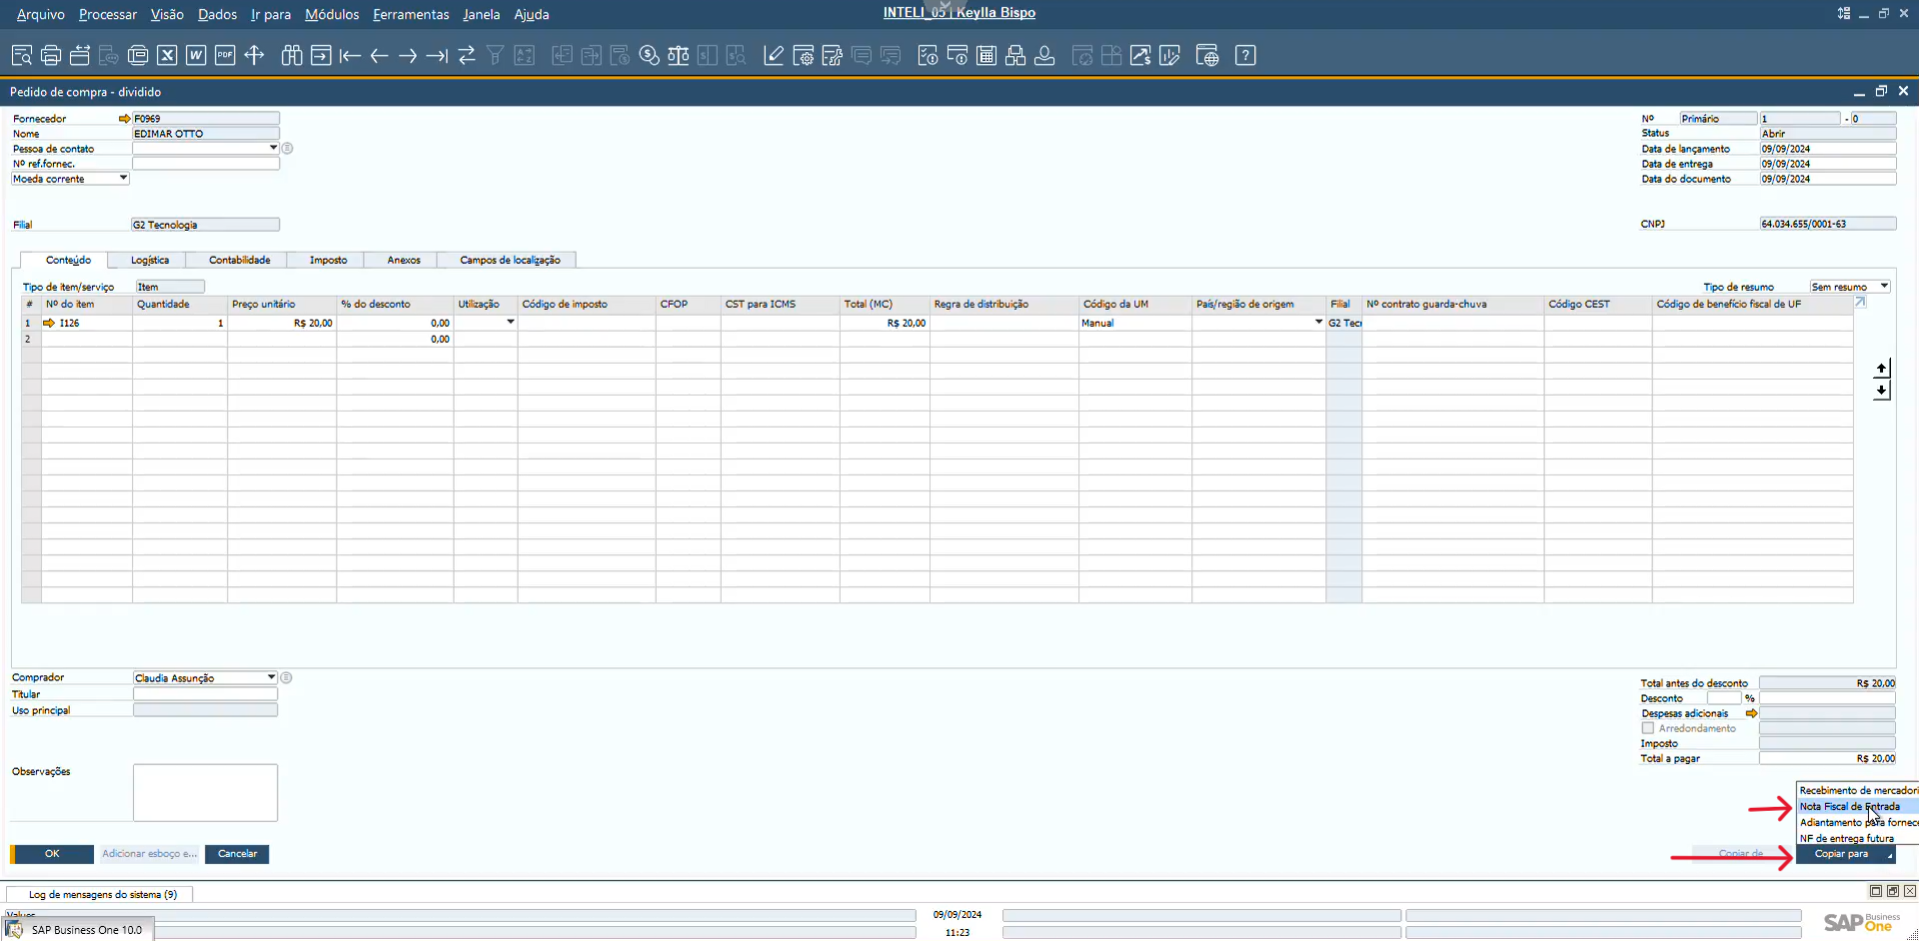 Arquivo Processar Visão Dados Ir para Módulos Ferramentas Janela Ajuda
INTELI_05 | Keylla Bispo
Pedido de compra - dividido
Fornecedor F0969
Nome EDIMAR OTTO
Pessoa de contato
Nº ref.fornec.
Moeda corrente
Filial G2 Tecnologia
Nº Primário 1 - 0
Status Abrir
Data de lançamento 09/09/2024
Data de entrega 09/09/2024
Data do documento 09/09/2024
CNPJ 64.034.655/0001-63
Conteúdo Logística Contabilidade Imposto Anexos Campos de localização
Tipo de item/serviço Item Tipo de resumo Sem resumo
# Nº do item Quantidade Preço unitário % do desconto Utilização Código de imposto CFOP CST para ICMS Total (MC) Regra de distribuição Código da UM País/região de origem Filial Nº contrato guarda-chuva Código CEST Código de benefício fiscal de UF
1 I126 1 R$ 20,00 0,00 R$ 20,00 Manual G2 Tec
2 0,00
Comprador Claudia Assunção
Titular
Uso principal
Observações
Total antes do desconto R$ 20,00
Desconto %
Despesas adicionais
Arredondamento
Imposto
Total a pagar R$ 20,00
Recebimento de mercadori
Nota Fiscal de Entrada
Adiantamento para fornece
NF de entrega futura
OK Adicionar esboço e... Cancelar Copiar de Copiar para
Log de mensagens do sistema (9)
Values
09/09/2024
11:23
SAP Business One 10.0
SAP Business One